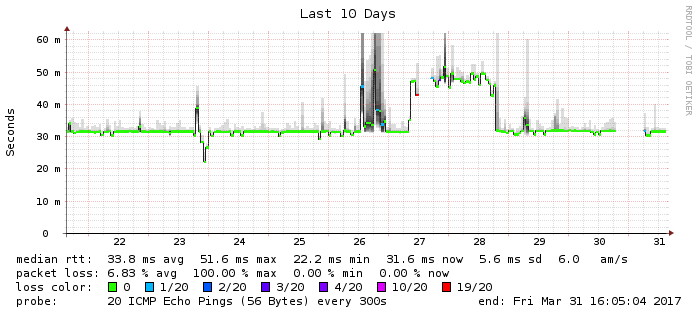 Last 10 Days
RRDTOOL / TOBI OETIKER
Seconds
60 m
50 m
40 m
30 m
20 m
10 m
0
22 23 24 25 26 27 28 29 30 31
median rtt: 33.8 ms avg 51.6 ms max 22.2 ms min 31.6 ms now 5.6 ms sd 6.0 am/s
packet loss: 6.83 % avg 100.00 % max 0.00 % min 0.00 % now
loss color: 0 1/20 2/20 3/20 4/20 10/20 19/20
probe: 20 ICMP Echo Pings (56 Bytes) every 300s end: Fri Mar 31 16:05:04 2017